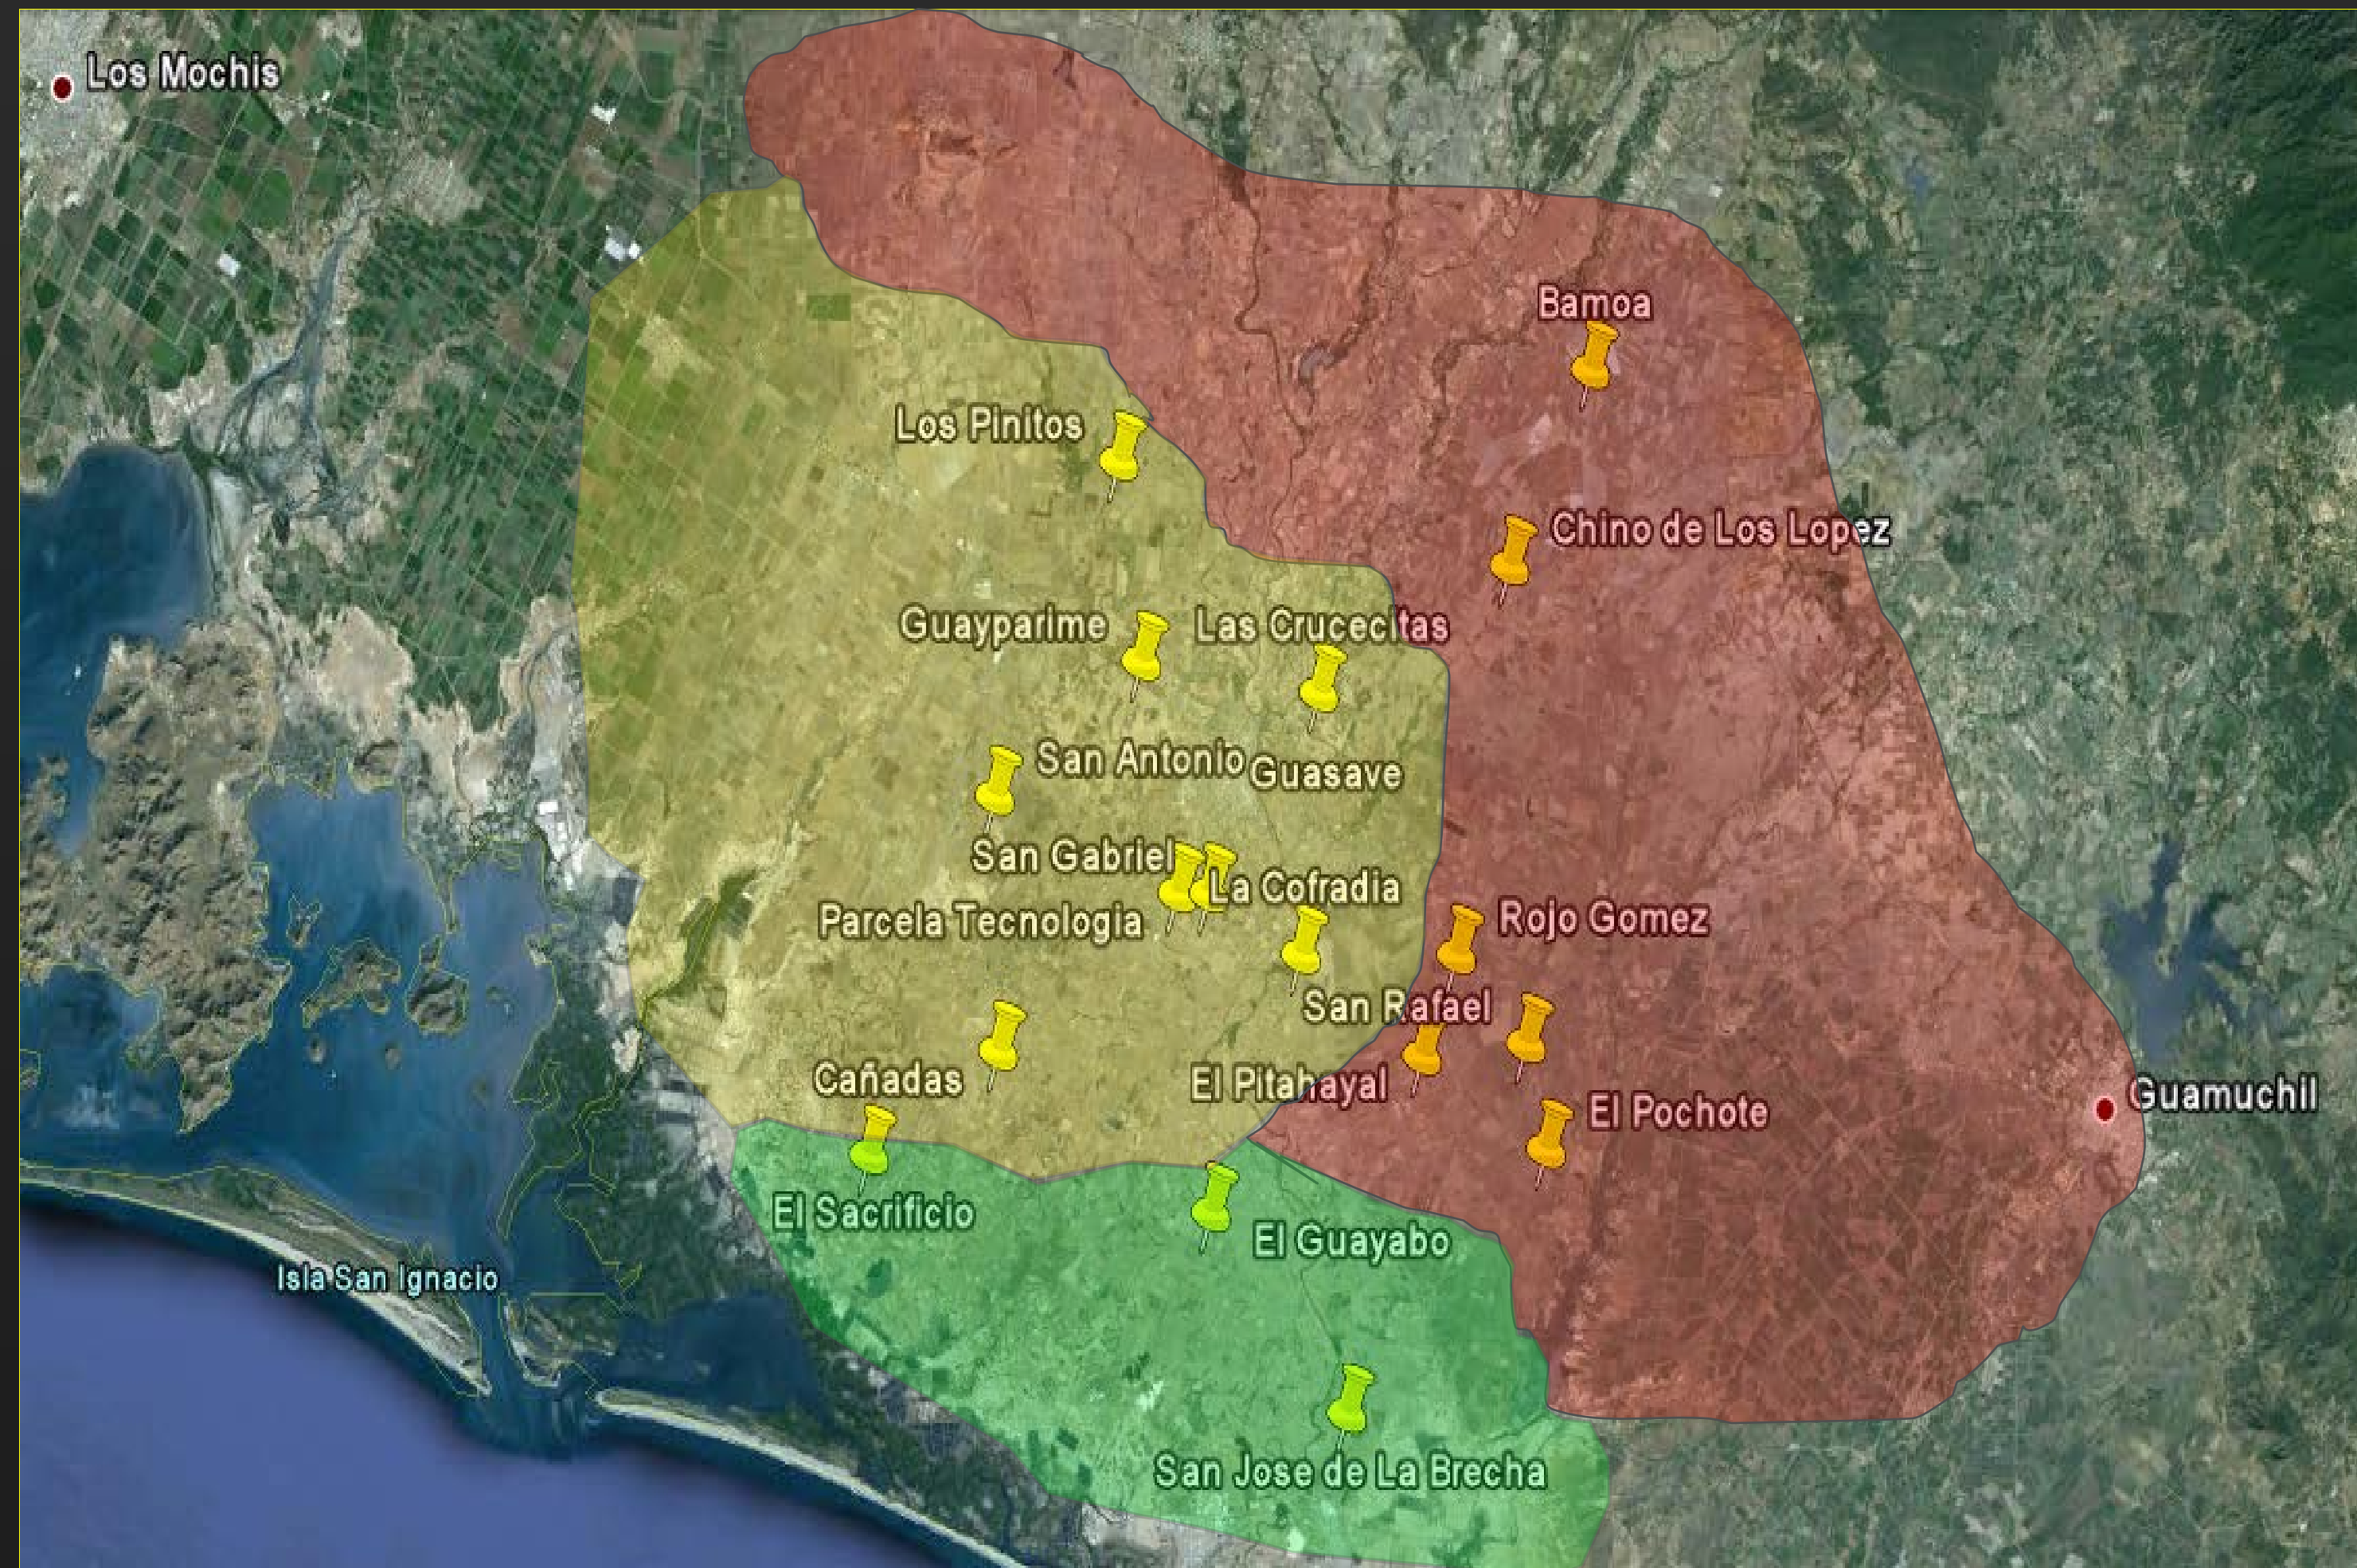 Los Mochis
Bamoa
Los Pinitos
Chino de Los Lopez
Guayparime
Las Crucecitas
San Antonio
Guasave
San Gabriel
La Cofradia
Parcela Tecnologia
Rojo Gomez
San Rafael
Cañadas
El Pitahayal
Guamuchil
El Pochote
El Sacrificio
El Guayabo
Isla San Ignacio
San Jose de La Brecha